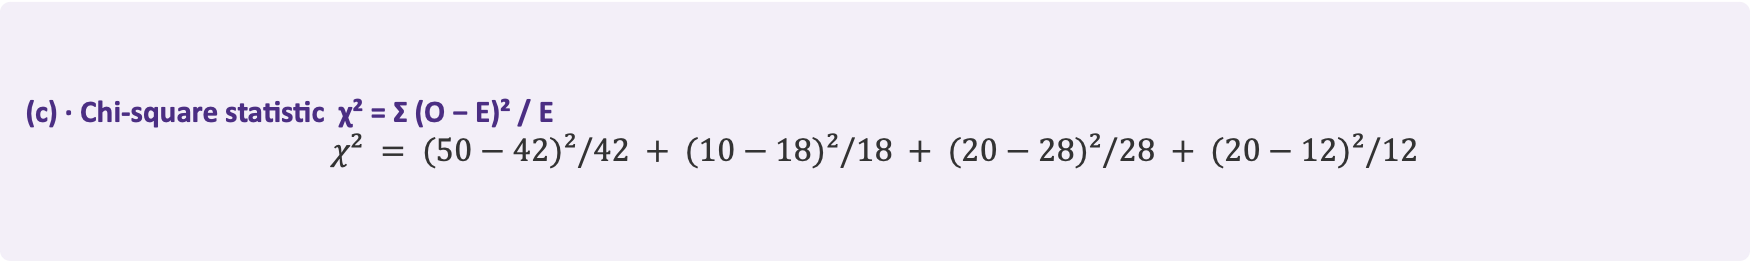 (c) · Chi-square statistic χ² = Σ (O – E)² / E
χ² = (50 − 42)²/42 + (10 − 18)²/18 + (20 − 28)²/28 + (20 − 12)²/12